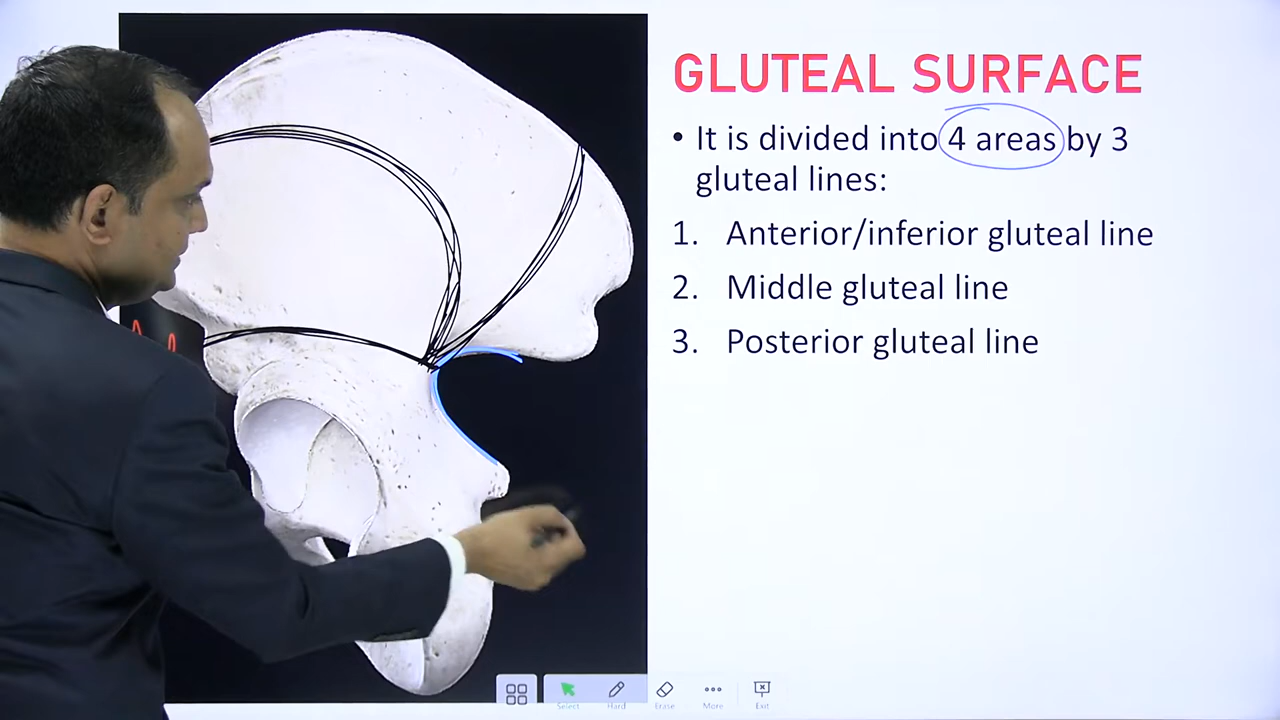 GLUTEAL SURFACE
• It is divided into 4 areas by 3
gluteal lines:
1. Anterior/inferior gluteal line
2. Middle gluteal line
3. Posterior gluteal line
Select Hard Erase More Exit